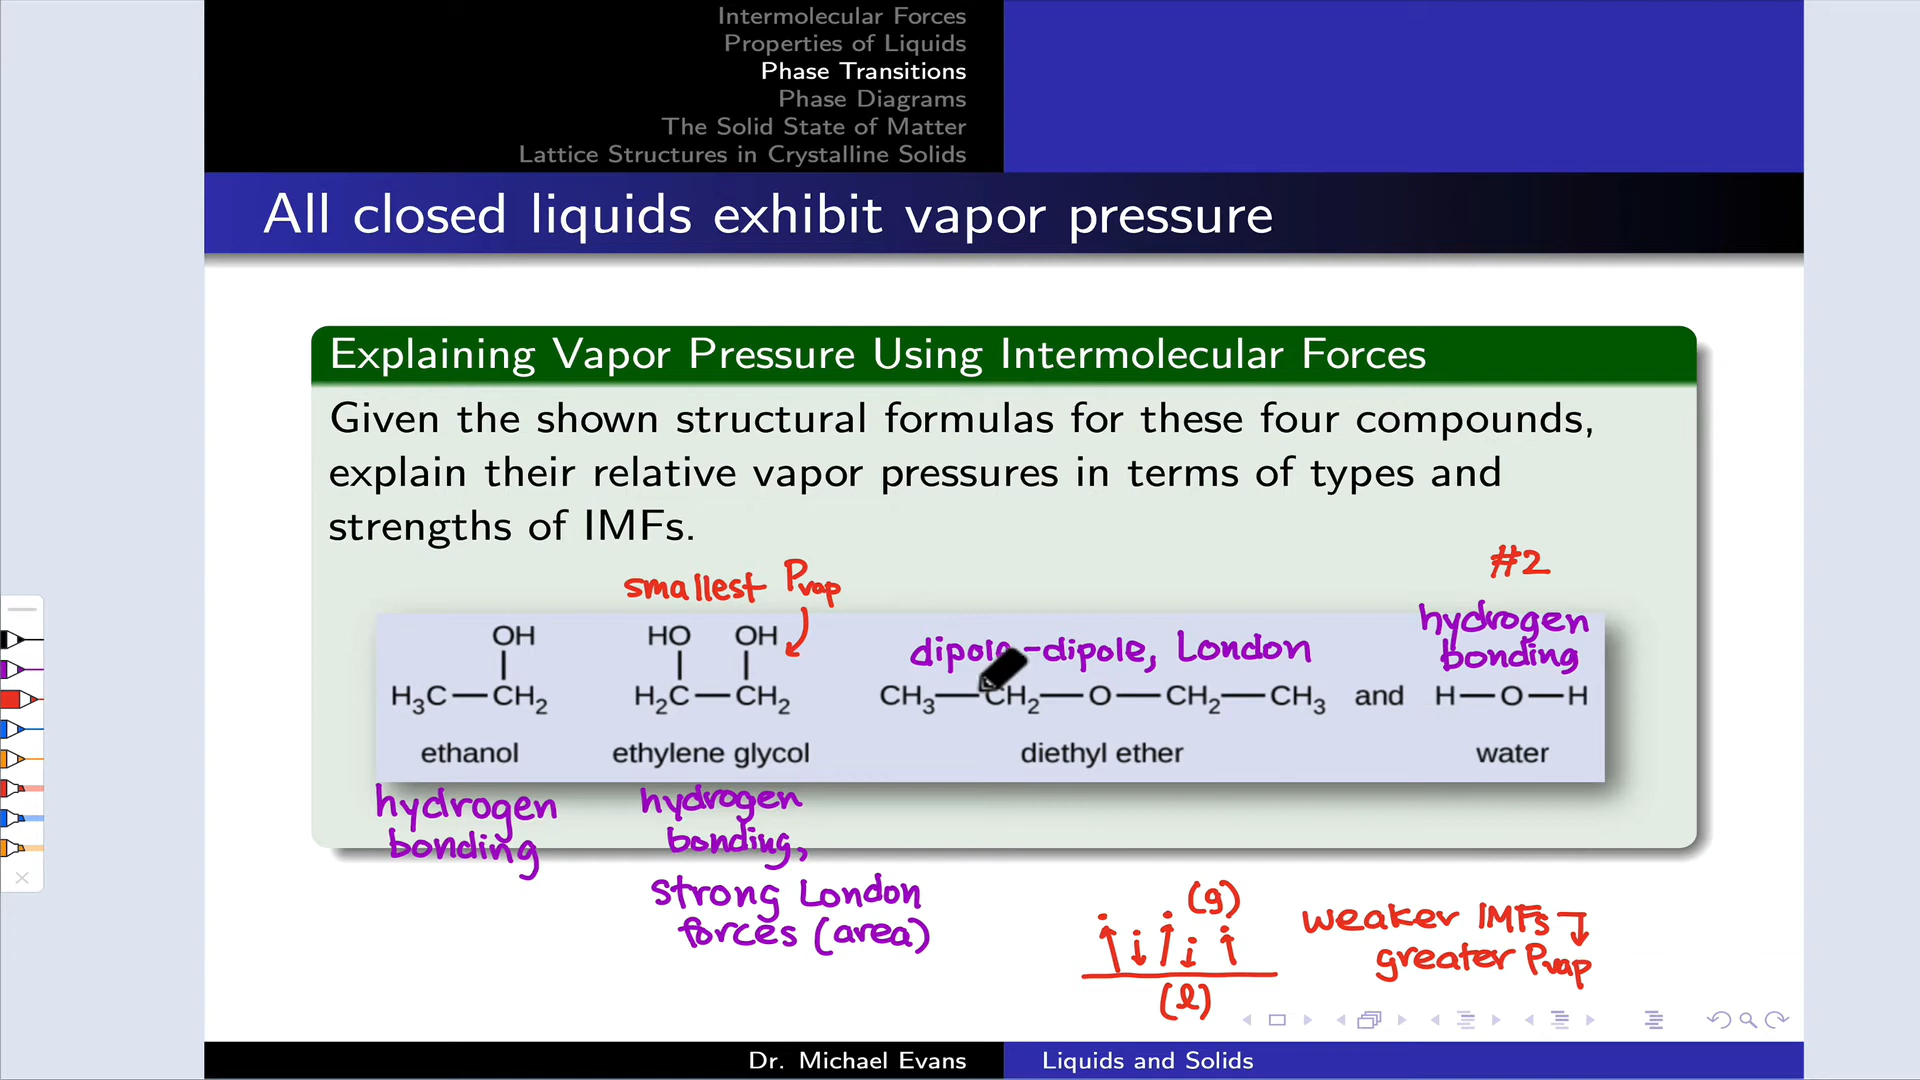 Intermolecular Forces
Properties of Liquids
Phase Transitions
Phase Diagrams
The Solid State of Matter
Lattice Structures in Crystalline Solids
All closed liquids exhibit vapor pressure
Explaining Vapor Pressure Using Intermolecular Forces
Given the shown structural formulas for these four compounds,
explain their relative vapor pressures in terms of types and
strengths of IMFs.
#2
smallest Pvap
hydrogen
bonding
dipole-dipole, London
OH
HO OH
H₃C—CH₂
H₂C—CH₂
CH₃—CH₂—O—CH₂—CH₃ and H—O—H
ethanol
ethylene glycol
diethyl ether
water
hydrogen
bonding
hydrogen
bonding,
strong London
forces (area)
(g)
(l)
weaker IMFs
greater Pvap
Dr. Michael Evans
Liquids and Solids